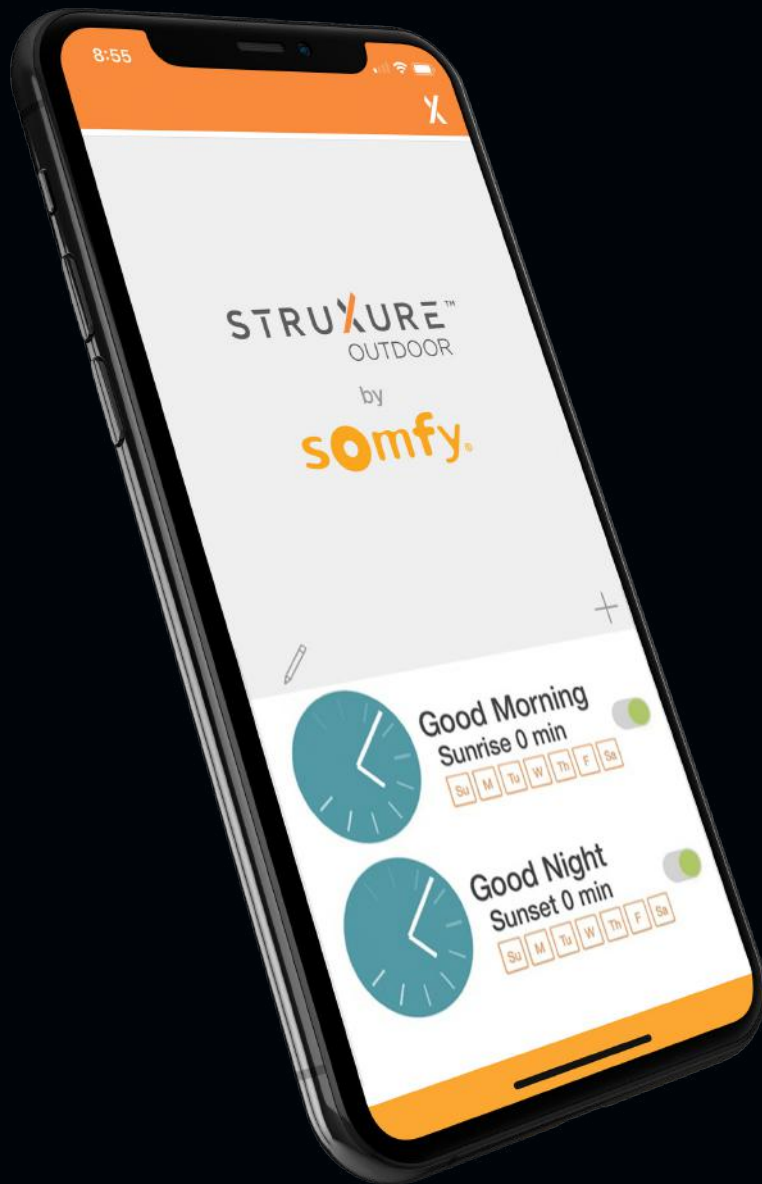 8:55
STRUXURE™
OUTDOOR
by
somfy®
Good Morning
Sunrise 0 min
Su M Tu W Th F Sa
Good Night
Sunset 0 min
Su M Tu W Th F Sa